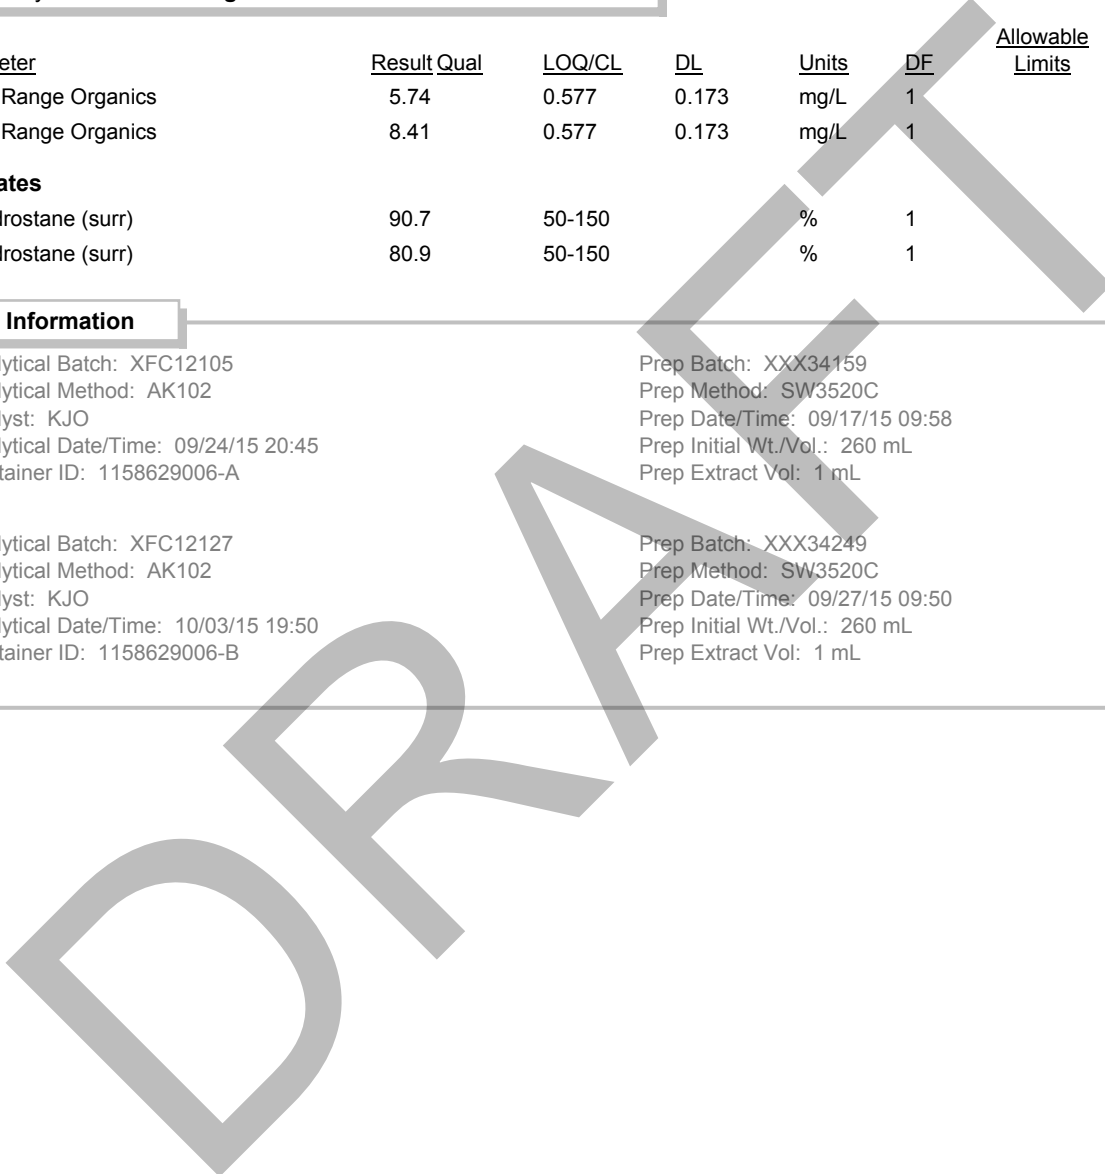 Allowable
eter Result Qual LOQ/CL DL Units DF Limits
Range Organics 5.74 0.577 0.173 mg/L 1
Range Organics 8.41 0.577 0.173 mg/L 1
ates
drostane (surr) 90.7 50-150 % 1
drostane (surr) 80.9 50-150 % 1
Information
lytical Batch: XFC12105 Prep Batch: XXX34159
lytical Method: AK102 Prep Method: SW3520C
lyst: KJO Prep Date/Time: 09/17/15 09:58
lytical Date/Time: 09/24/15 20:45 Prep Initial Wt./Vol.: 260 mL
tainer ID: 1158629006-A Prep Extract Vol: 1 mL
lytical Batch: XFC12127 Prep Batch: XXX34249
lytical Method: AK102 Prep Method: SW3520C
lyst: KJO Prep Date/Time: 09/27/15 09:50
lytical Date/Time: 10/03/15 19:50 Prep Initial Wt./Vol.: 260 mL
tainer ID: 1158629006-B Prep Extract Vol: 1 mL
DRAFT